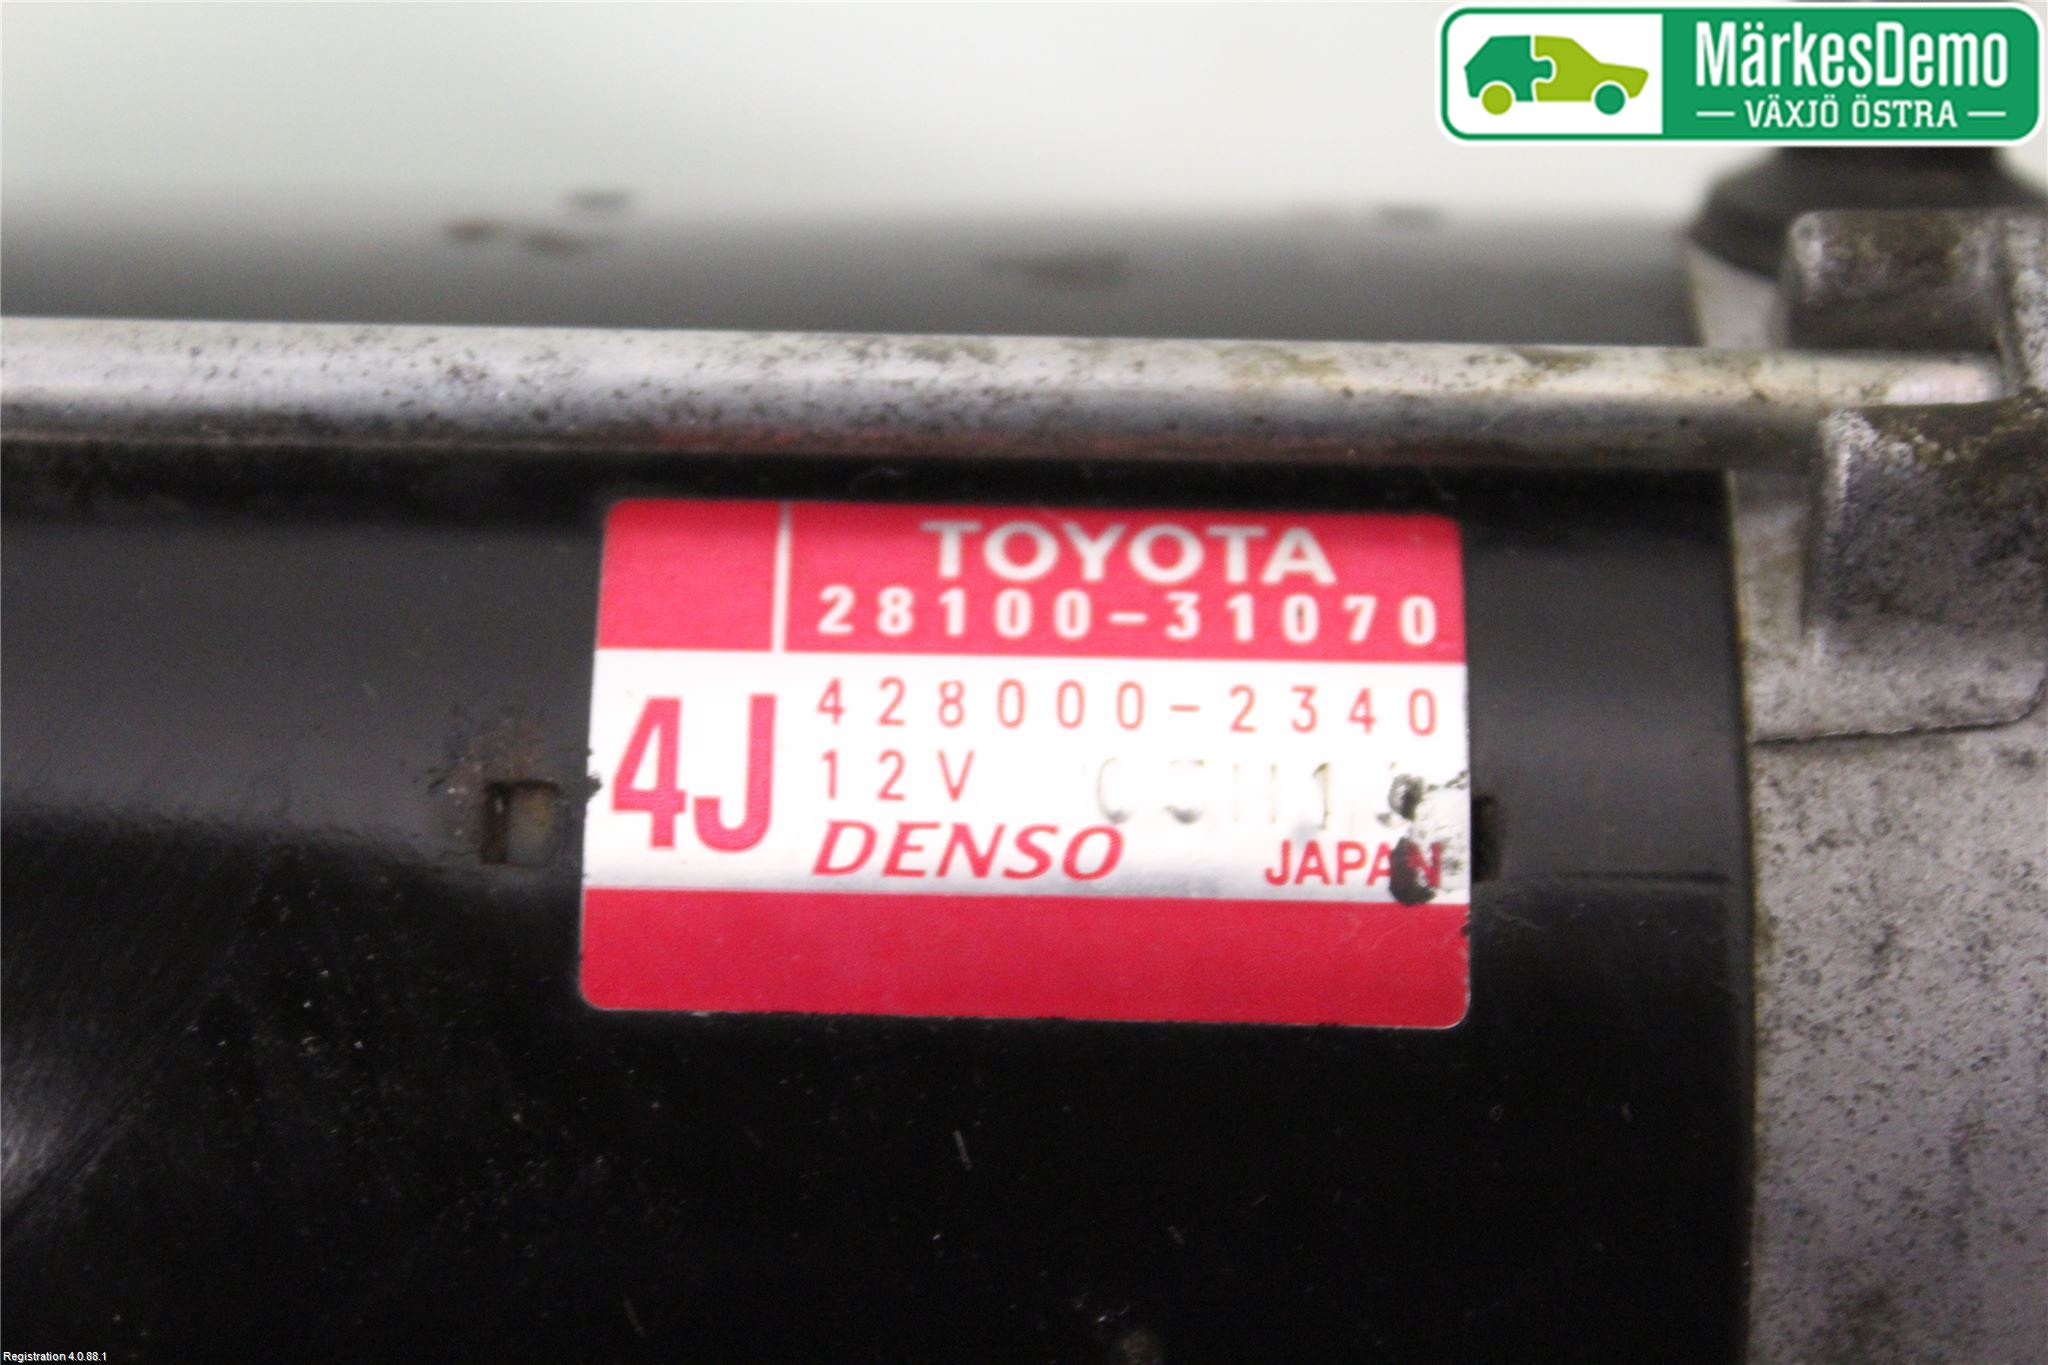 MärkesDemo
VÄXJÖ ÖSTRA
TOYOTA
28100-31070
4J
428000-2340
12V
DENSO
JAPAN
Registration 4.0.88.1